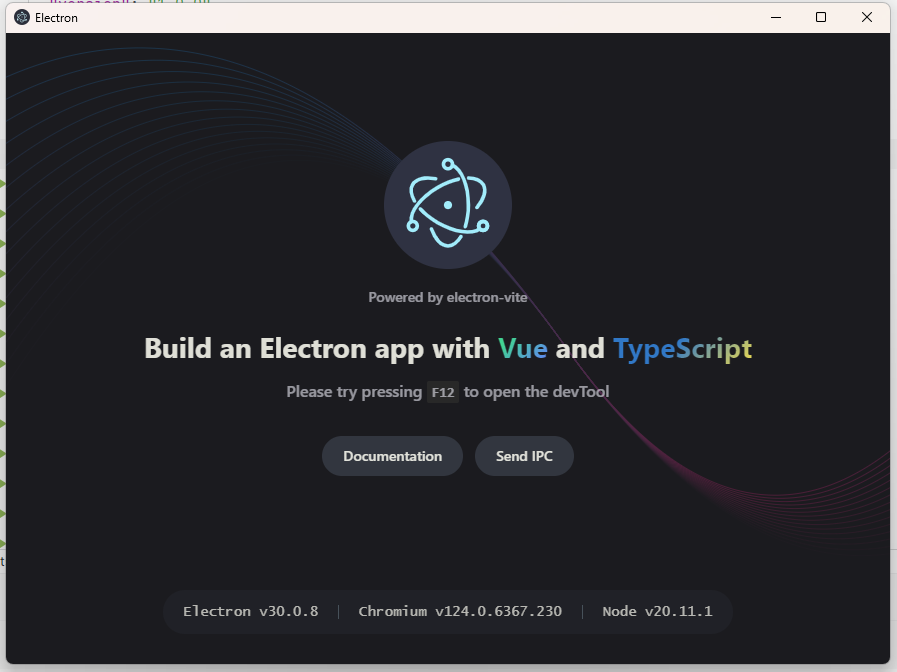 Electron
Powered by electron-vite
Build an Electron app with Vue and TypeScript
Please try pressing F12 to open the devTool
Documentation
Send IPC
Electron v30.0.8 | Chromium v124.0.6367.230 | Node v20.11.1